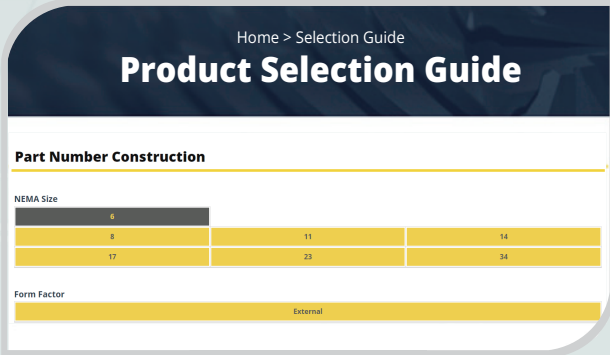 Home > Selection Guide
Product Selection Guide
Part Number Construction
NEMA Size
6
8 11 14
17 23 34
Form Factor
External